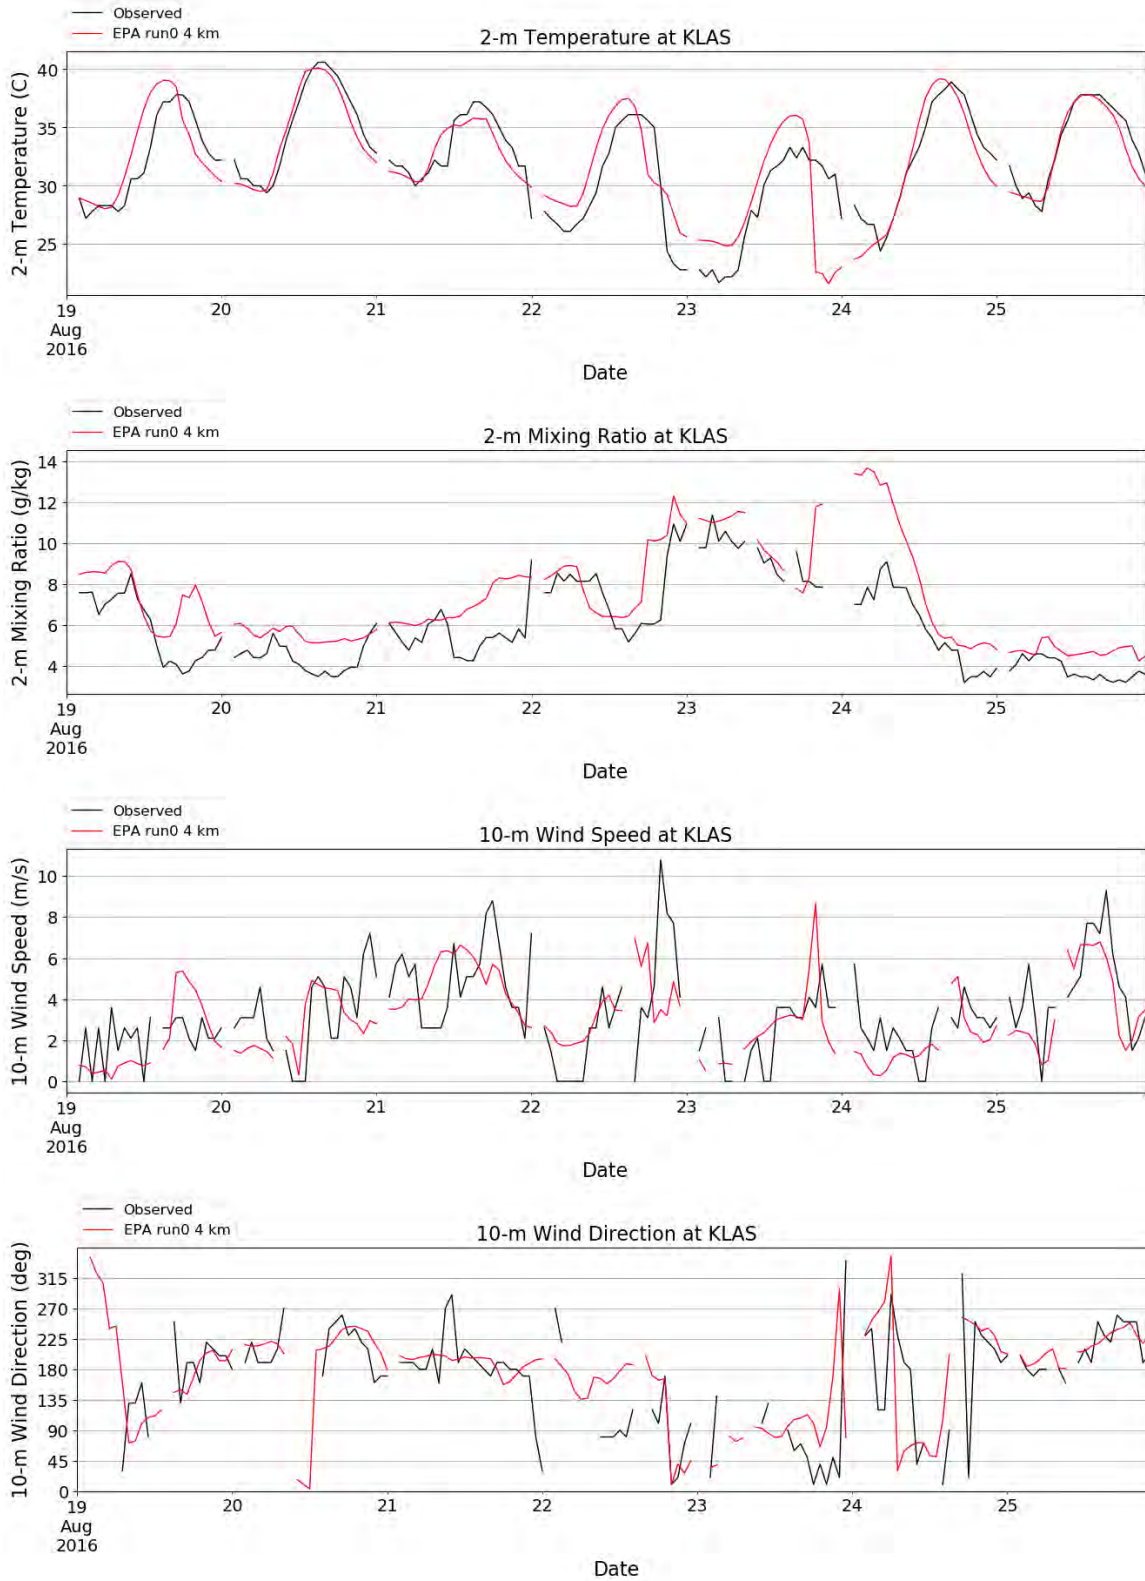 Observed
EPA run0 4 km
2-m Temperature at KLAS
2-m Temperature (C)
40
35
30
25
19 20 21 22 23 24 25
Aug
2016
Date
Observed
EPA run0 4 km
2-m Mixing Ratio at KLAS
2-m Mixing Ratio (g/kg)
14
12
10
8
6
4
19 20 21 22 23 24 25
Aug
2016
Date
Observed
EPA run0 4 km
10-m Wind Speed at KLAS
10-m Wind Speed (m/s)
10
8
6
4
2
0
19 20 21 22 23 24 25
Aug
2016
Date
Observed
EPA run0 4 km
10-m Wind Direction at KLAS
10-m Wind Direction (deg)
315
270
225
180
135
90
45
0
19 20 21 22 23 24 25
Aug
2016
Date